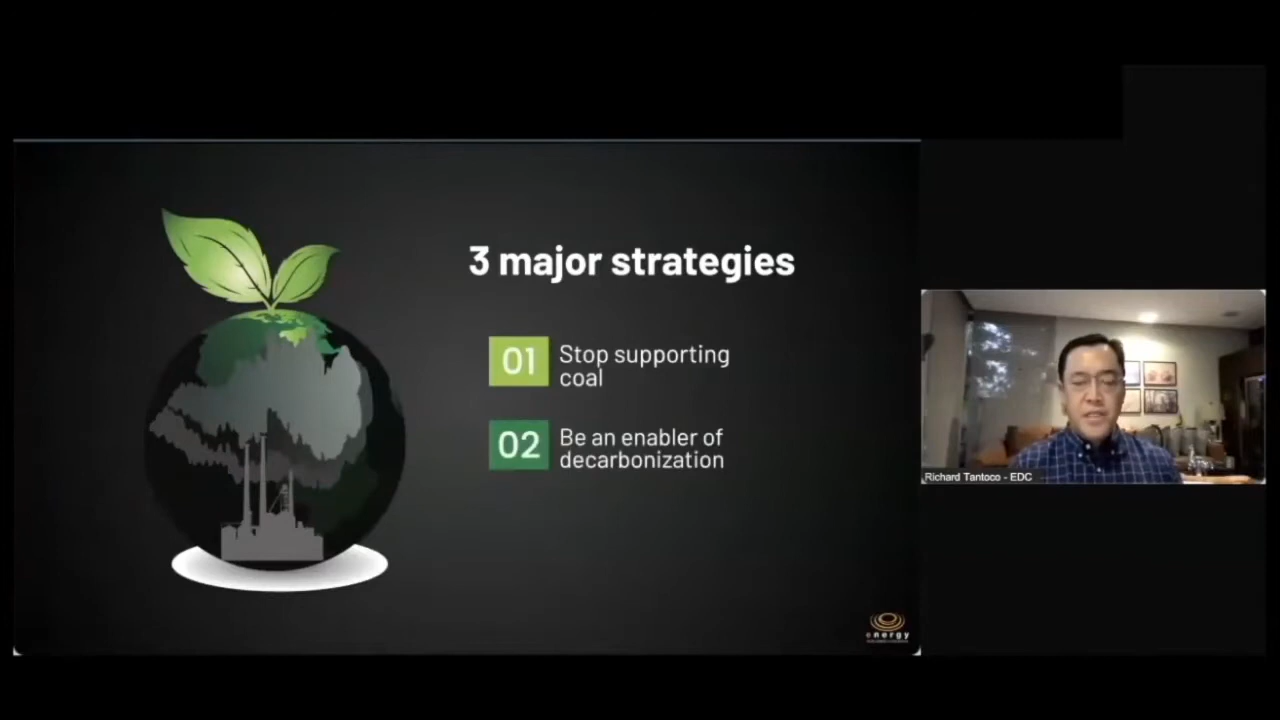 3 major strategies
01
Stop supporting
coal
02
Be an enabler of
decarbonization
Richard Tantoco - EDC
energy